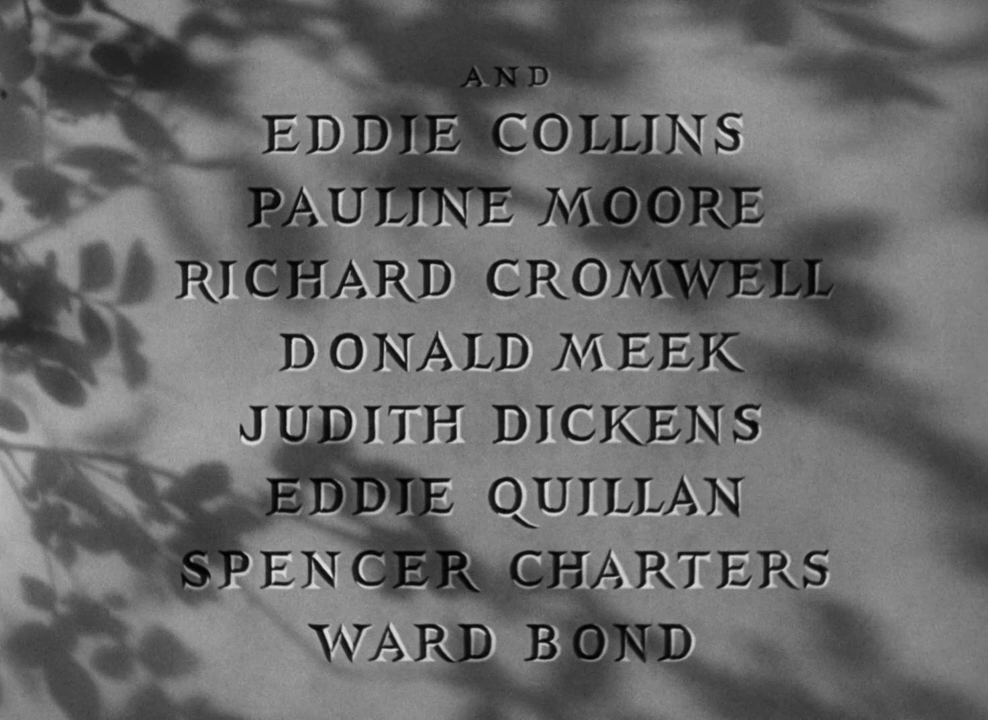 AND
EDDIE COLLINS
PAULINE MOORE
RICHARD CROMWELL
DONALD MEEK
JUDITH DICKENS
EDDIE QUILLAN
SPENCER CHARTERS
WARD BOND